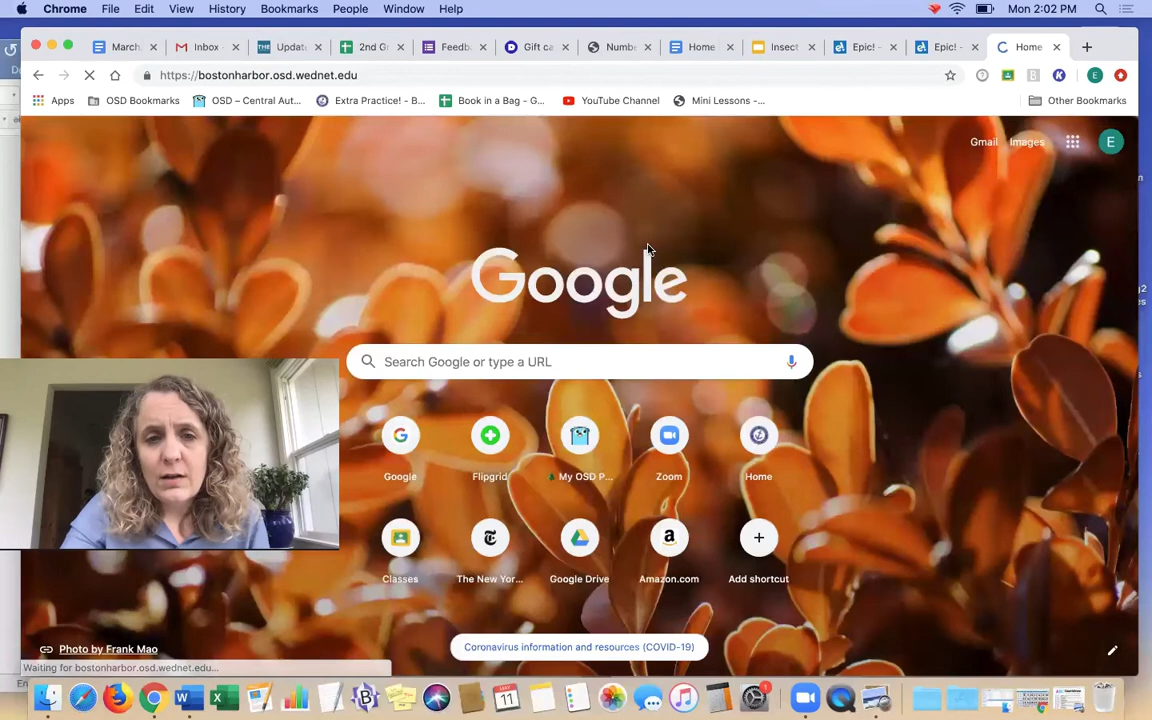 Chrome File Edit View History Bookmarks People Window Help Mon 2:02 PM
March Inbox THE Update 2nd Gr Feedb Gift ca Numbe Home Insect Epic! – Epic! – Home
https://bostonharbor.osd.wednet.edu E
Apps OSD Bookmarks OSD – Central Aut... Extra Practice! - B... Book in a Bag - G... YouTube Channel Mini Lessons -... Other Bookmarks
Gmail Images E
Google
Search Google or type a URL
Google Flipgrid My OSD P... Zoom Home
Classes The New Yor... Google Drive Amazon.com Add shortcut
Coronavirus information and resources (COVID-19)
Photo by Frank Mao
Waiting for bostonharbor.osd.wednet.edu...
11